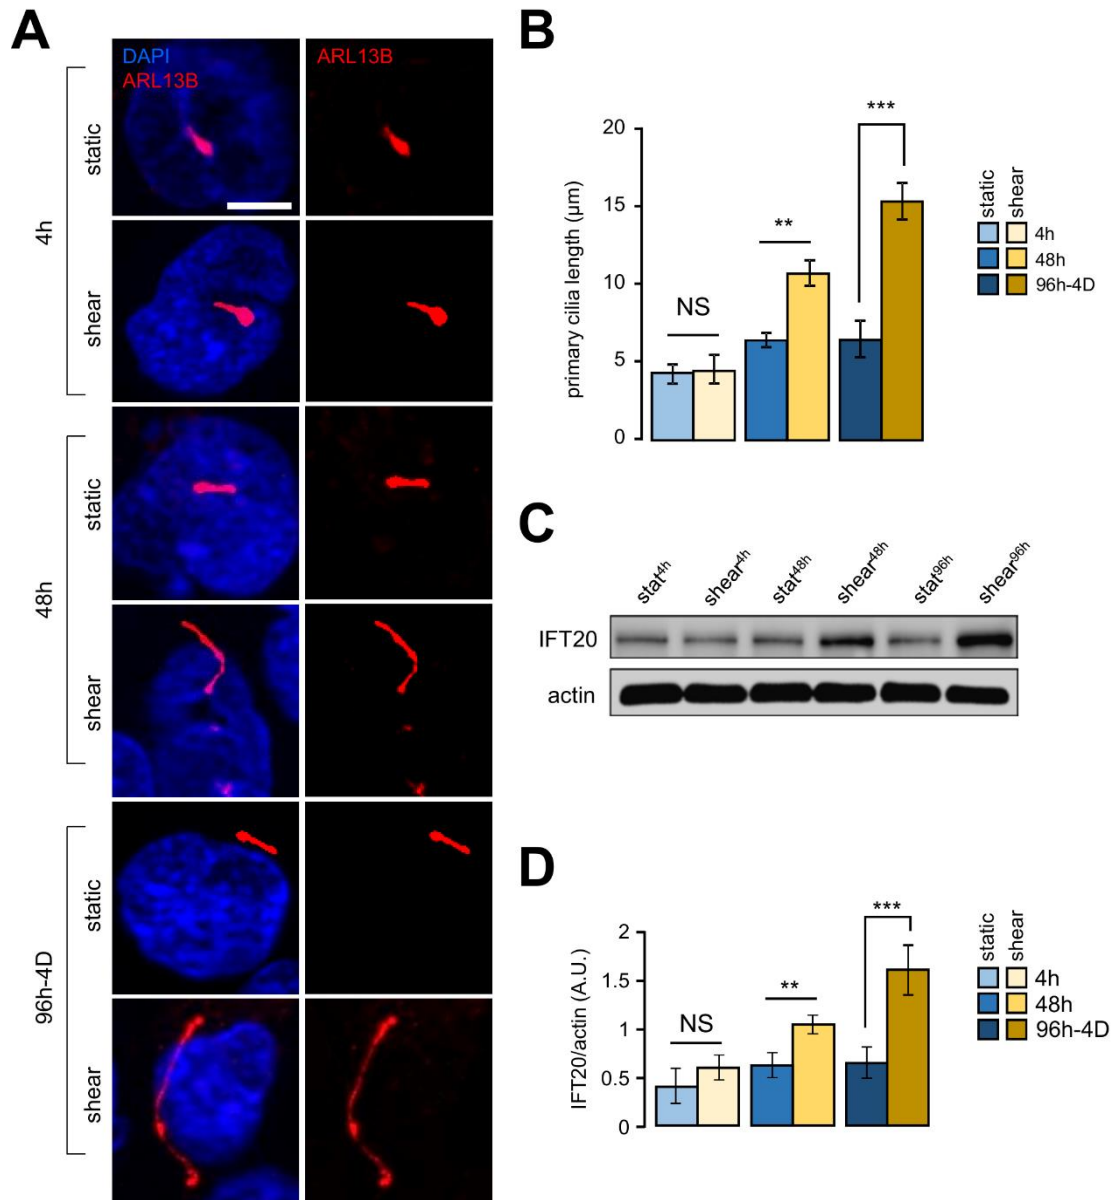 A
DAPI
ARL13B
ARL13B
4h
static
shear
48h
static
shear
96h-4D
static
shear
B
primary cilia length (μm)
20
15
10
5
0
NS
**
***
static
shear
4h
48h
96h-4D
C
stat4h
shear4h
stat48h
shear48h
stat96h
shear96h
IFT20
actin
D
IFT20/actin (A.U.)
2
1.5
1
0.5
0
NS
**
***
static
shear
4h
48h
96h-4D